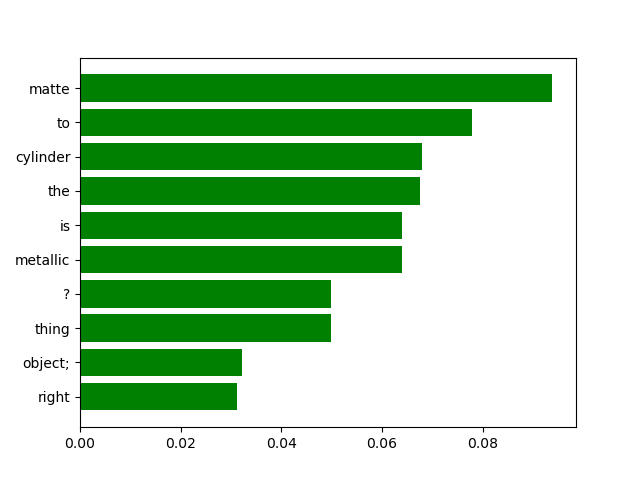 matte
to
cylinder
the
is
metallic
?
thing
object;
right
0.00 0.02 0.04 0.06 0.08